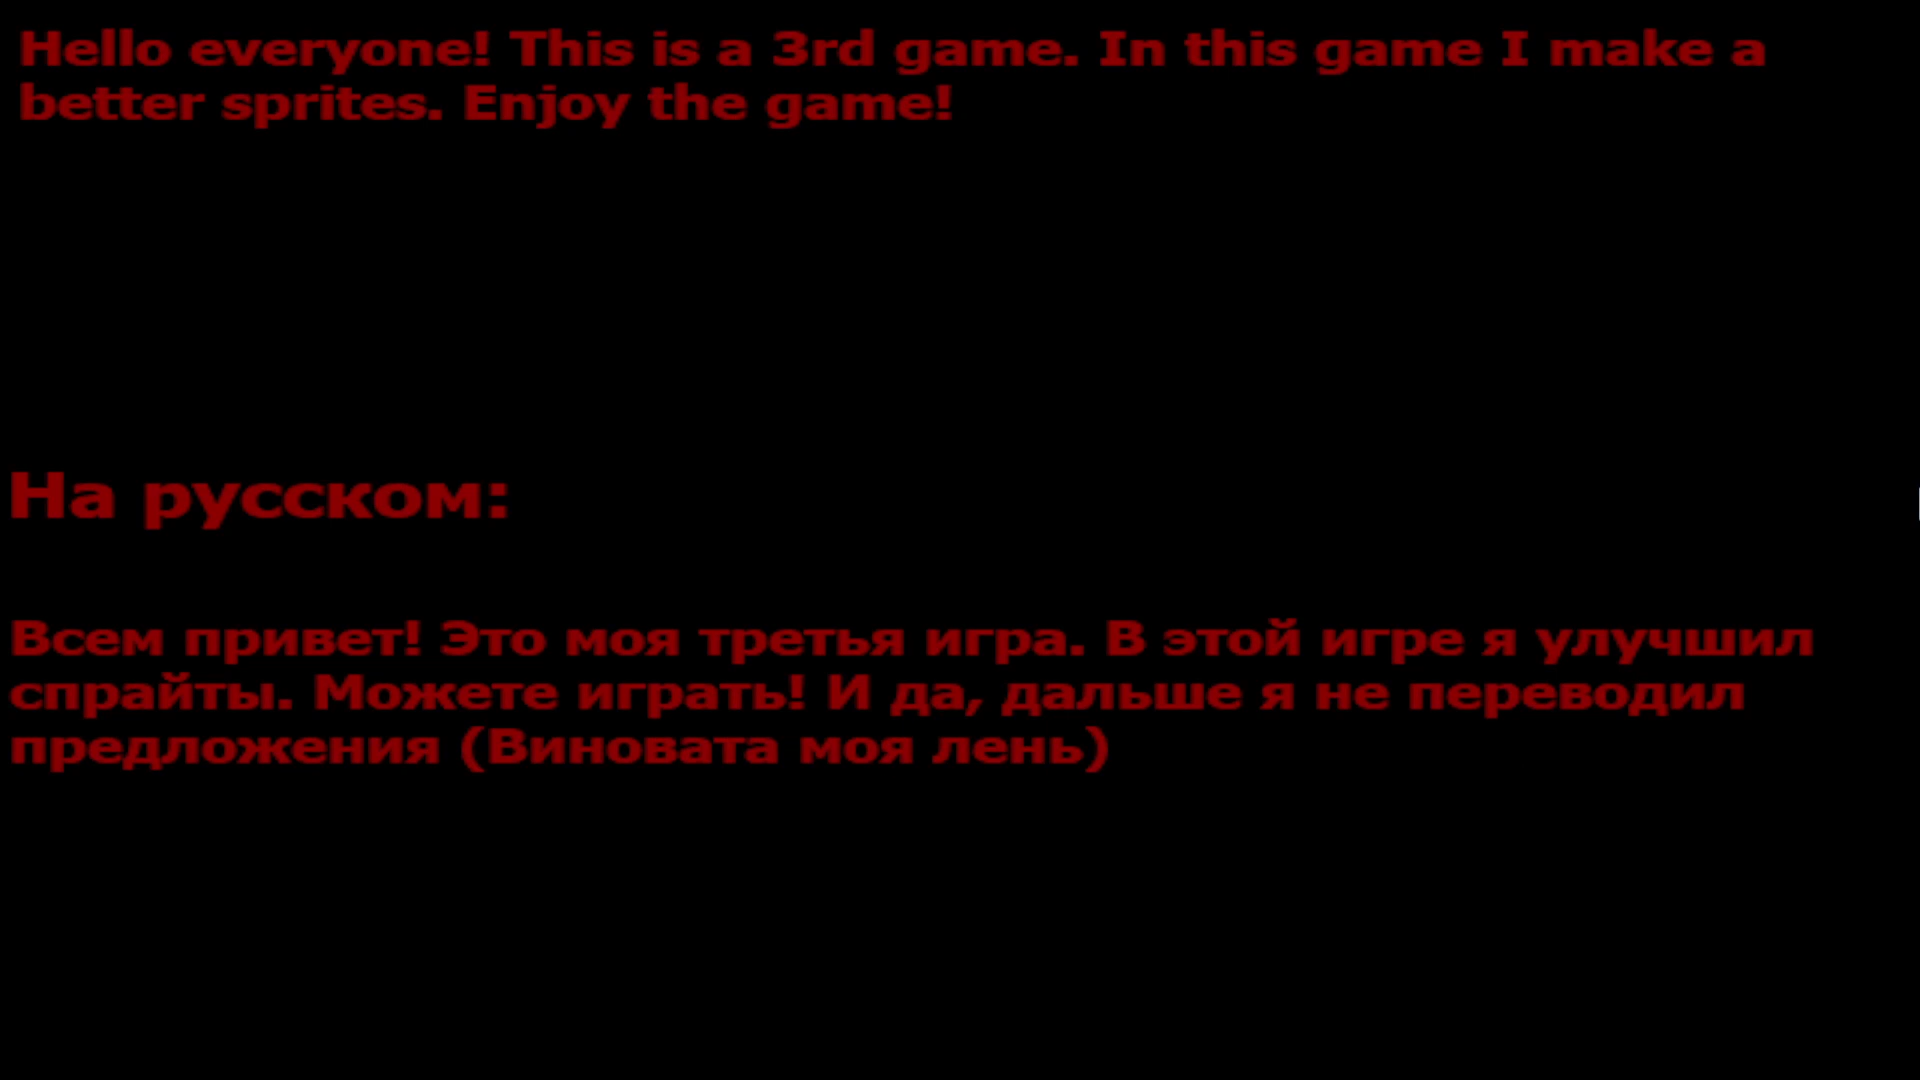 Hello everyone! This is a 3rd game. In this game I make a
better sprites. Enjoy the game!
На русском:
Всем привет! Это моя третья игра. В этой игре я улучшил
спрайты. Можете играть! И да, дальше я не переводил
предложения (Виновата моя лень)